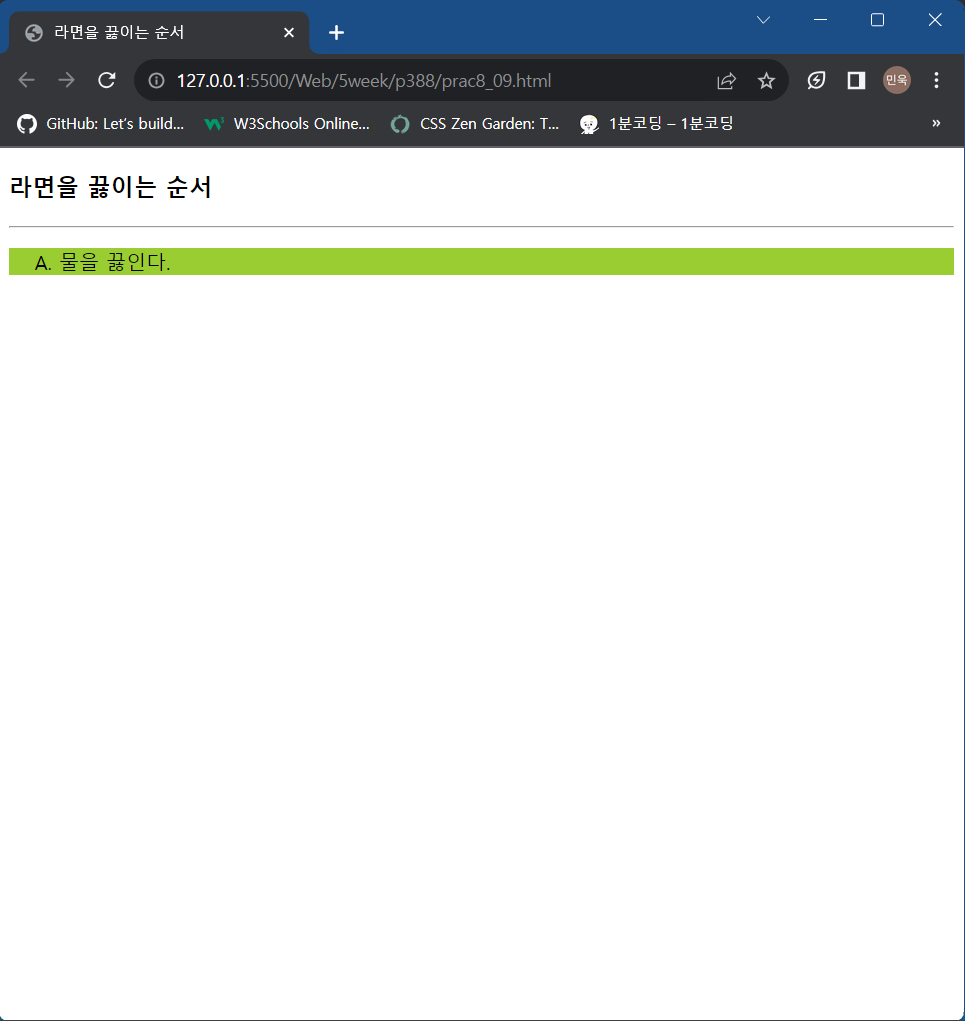 라면을 끓이는 순서
127.0.0.1:5500/Web/5week/p388/prac8_09.html
민욱
GitHub: Let's build... W3Schools Online... CSS Zen Garden: T... 1분코딩 – 1분코딩 »
라면을 끓이는 순서
A. 물을 끓인다.